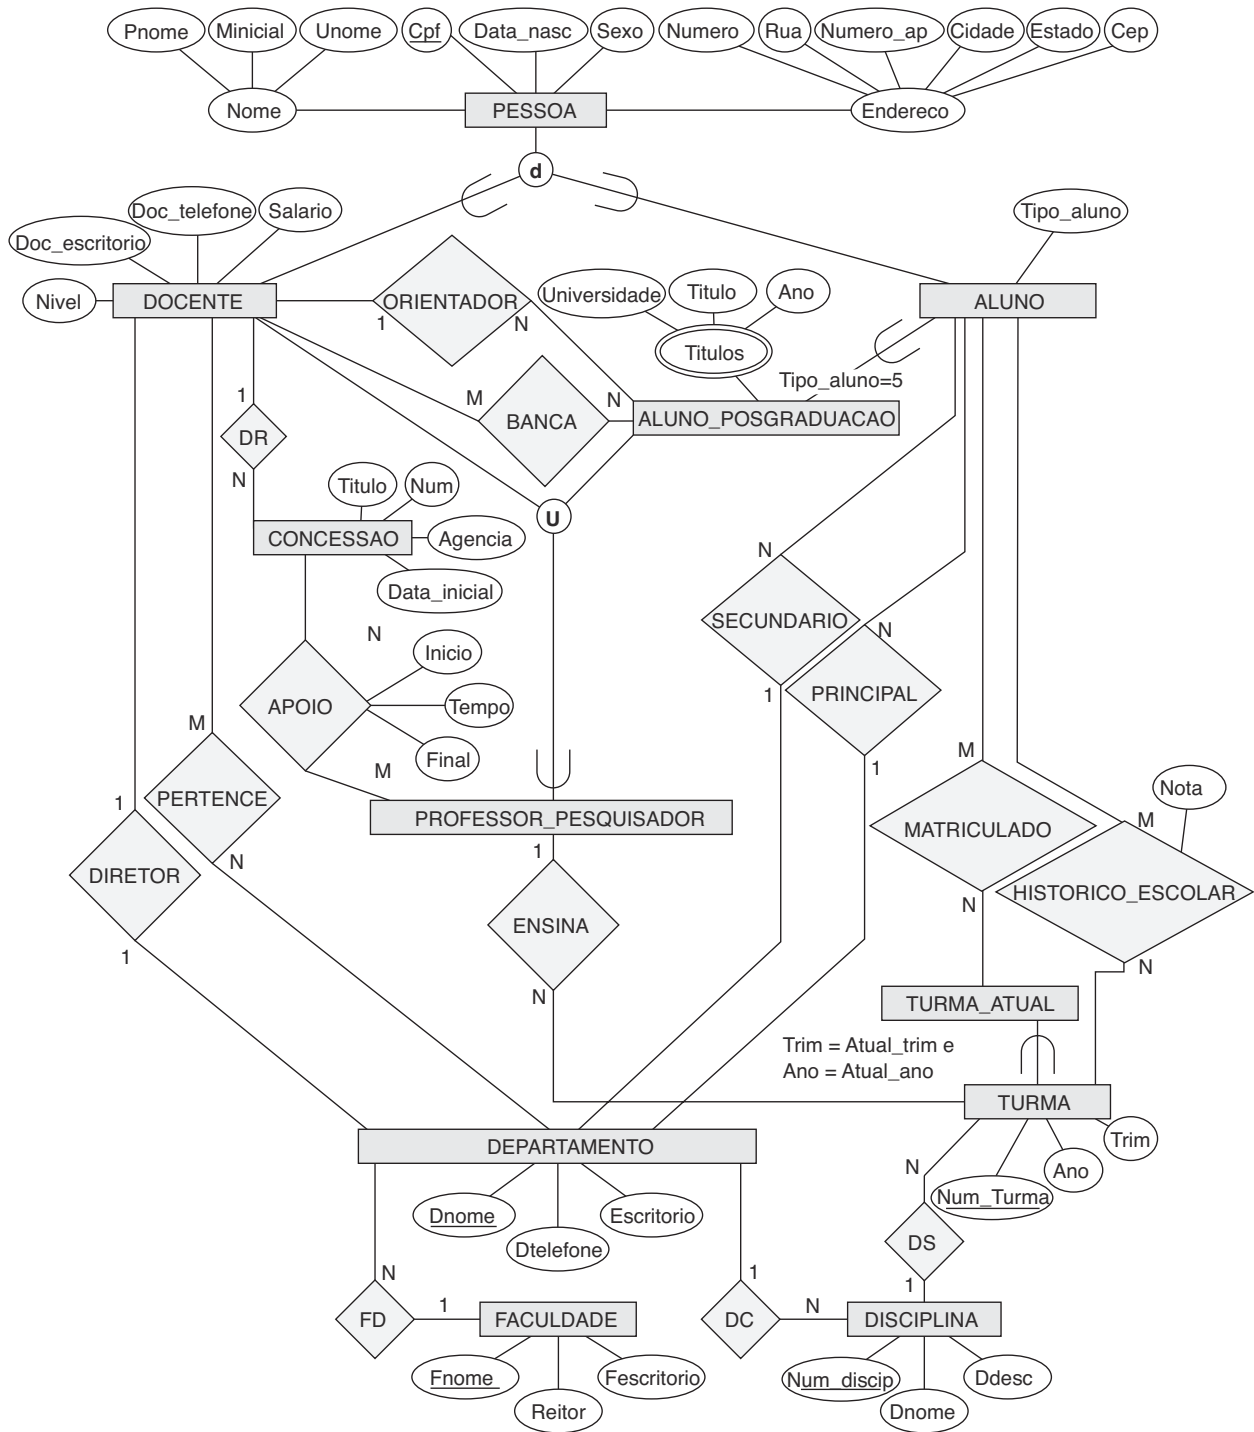 Pnome Minicial Unome Cpf Data_nasc Sexo Numero Rua Numero_ap Cidade Estado Cep
Nome PESSOA Endereco
d
Doc_escritorio Doc_telefone Salario Tipo_aluno
Nivel DOCENTE ORIENTADOR Universidade Titulo Ano ALUNO
1 N
Titulos
Tipo_aluno=5
1 M BANCA N ALUNO_POSGRADUACAO
DR
N Titulo Num
U
CONCESSAO Agencia
N
Data_inicial
SECUNDARIO
N Inicio N
1 PRINCIPAL
APOIO Tempo
M M
Final 1
M
PERTENCE Nota
1 PROFESSOR_PESQUISADOR MATRICULADO M
N 1
DIRETOR HISTORICO_ESCOLAR
N
ENSINA
1 N
N TURMA_ATUAL
Trim = Atual_trim e
Ano = Atual_ano
TURMA
DEPARTAMENTO Trim
N Ano
Num_Turma
Dnome Escritorio
Dtelefone DS
N 1 1
FD 1 FACULDADE DC N DISCIPLINA
Fnome Fescritorio Num_discip Ddesc
Reitor Dnome